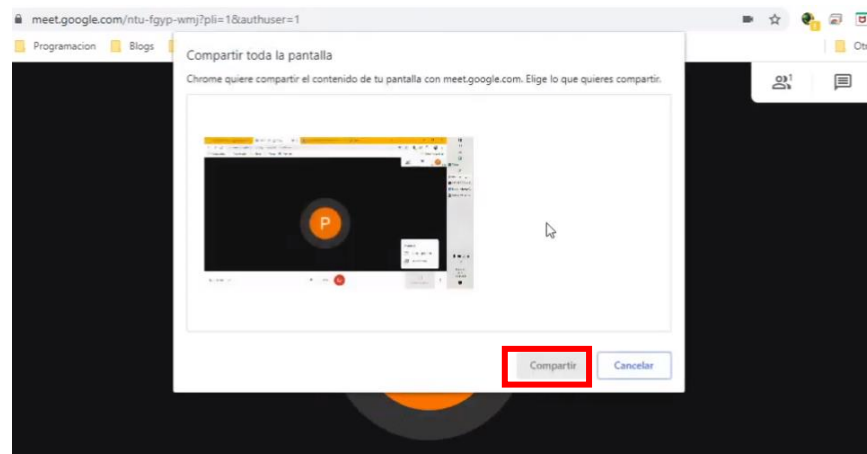 meet.google.com/ntu-fgyp-wmj?pli=1&authuser=1
Programacion Blogs
Compartir toda la pantalla
Chrome quiere compartir el contenido de tu pantalla con meet.google.com. Elige lo que quieres compartir.
1
P
Compartir Cancelar